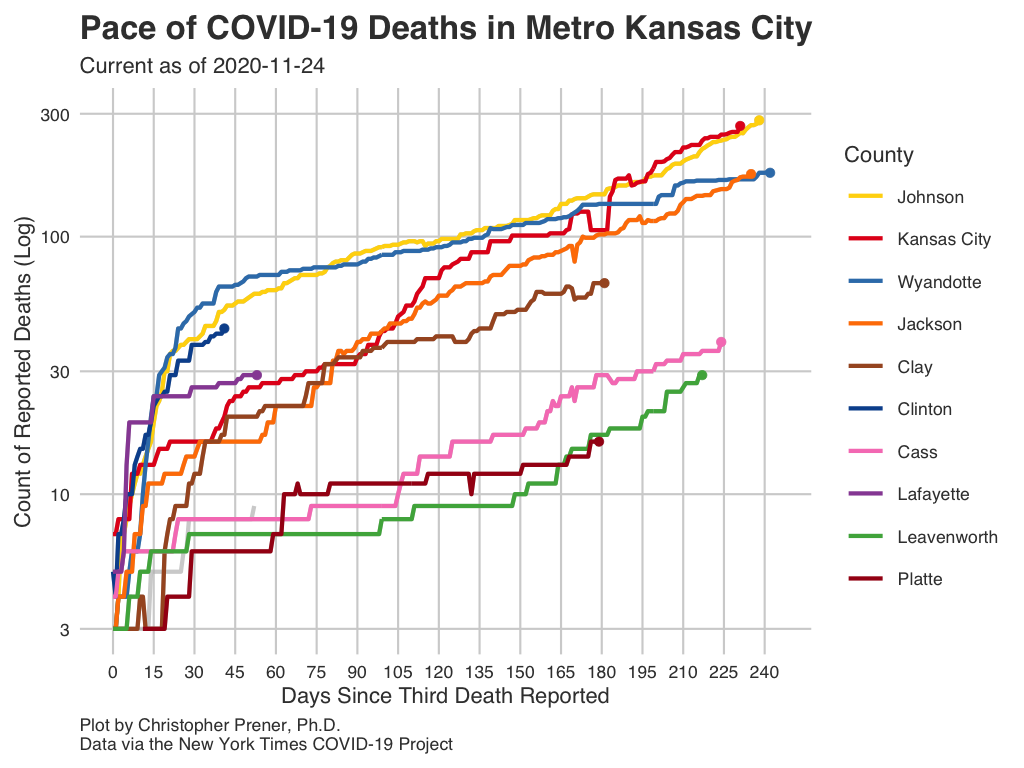 Pace of COVID-19 Deaths in Metro Kansas City
Current as of 2020-11-24
Count of Reported Deaths (Log)
300
100
30
10
3
0 15 30 45 60 75 90 105 120 135 150 165 180 195 210 225 240
Days Since Third Death Reported
County
Johnson
Kansas City
Wyandotte
Jackson
Clay
Clinton
Cass
Lafayette
Leavenworth
Platte
Plot by Christopher Prener, Ph.D.
Data via the New York Times COVID-19 Project